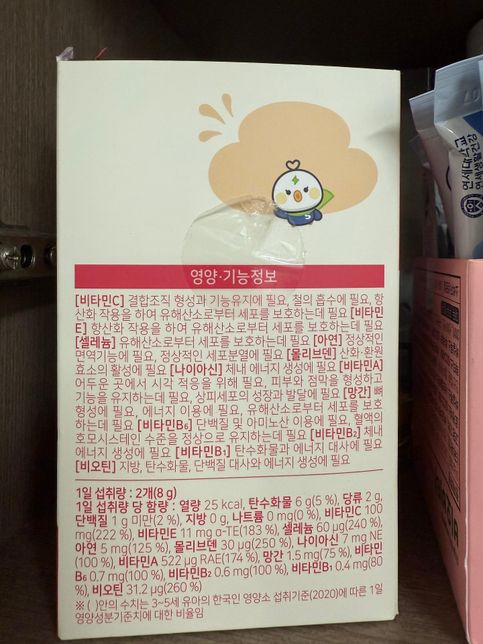 영양·기능정보
[비타민C] 결합조직 형성과 기능유지에 필요, 철의 흡수에 필요, 항
산화 작용을 하여 유해산소로부터 세포를 보호하는데 필요 [비타민
E] 항산화 작용을 하여 유해산소로부터 세포를 보호하는데 필요
[셀레늄] 유해산소로부터 세포를 보호하는데 필요 [아연] 정상적인
면역기능에 필요, 정상적인 세포분열에 필요 [몰리브덴] 산화·환원
효소의 활성에 필요 [나이아신] 체내 에너지 생성에 필요 [비타민A]
어두운 곳에서 시각 적응을 위해 필요, 피부와 점막을 형성하고
기능을 유지하는데 필요, 상피세포의 성장과 발달에 필요 [망간] 뼈
형성에 필요, 에너지 이용에 필요, 유해산소로부터 세포를 보호
하는데 필요 [비타민B₆] 단백질 및 아미노산 이용에 필요, 혈액의
호모시스테인 수준을 정상으로 유지하는데 필요 [비타민B₂] 체내
에너지 생성에 필요 [비타민B₁] 탄수화물과 에너지 대사에 필요
[비오틴] 지방, 탄수화물, 단백질 대사와 에너지 생성에 필요
1일 섭취량 : 2개(8 g)
1일 섭취량 당 함량 : 열량 25 kcal, 탄수화물 6 g(5 %), 당류 2 g,
단백질 1 g 미만(2 %), 지방 0 g, 나트륨 0 mg(0 %), 비타민C 100
mg(222 %), 비타민E 11 mg α-TE(183 %), 셀레늄 60 μg(240 %),
아연 5 mg(125 %), 몰리브덴 30 μg(250 %), 나이아신 7 mg NE
(100 %), 비타민A 522 μg RAE(174 %), 망간 1.5 mg(75 %), 비타민
B₆ 0.7 mg(100 %), 비타민B₂ 0.6 mg(100 %), 비타민B₁ 0.4 mg(80
%), 비오틴 31.2 μg(260 %)
※ ( )안의 수치는 3~5세 유아의 한국인 영양소 섭취기준(2020)에 따른 1일
영양성분기준치에 대한 비율임
연세대학교
연세생활건강